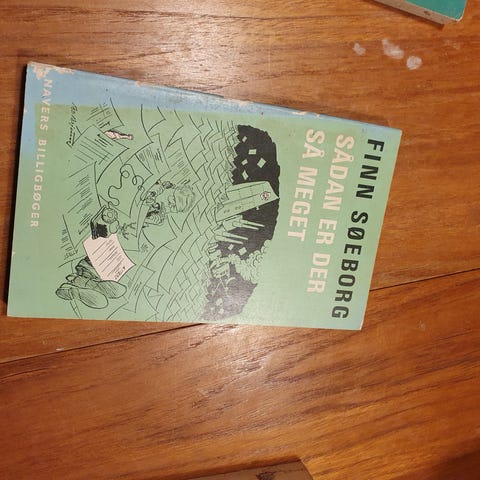 FINN SØEBORG
SÅDAN ER DER
SÅ MEGET
NAVERS BILLIGBØGER